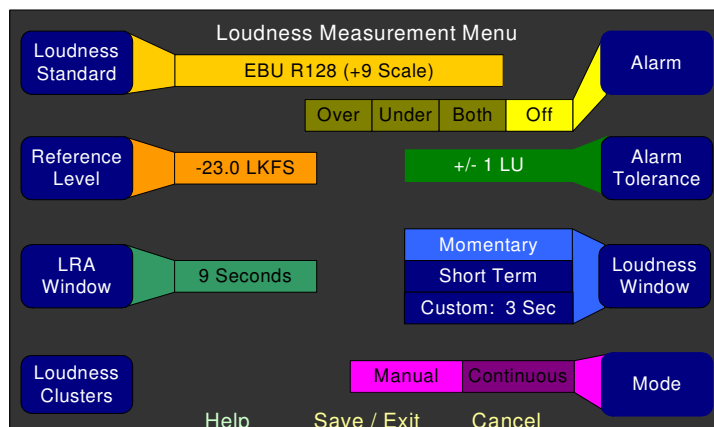 Loudness Measurement Menu
Loudness
Standard
EBU R128 (+9 Scale)
Alarm
Over Under Both Off
Reference
Level
-23.0 LKFS
+/- 1 LU
Alarm
Tolerance
LRA
Window
9 Seconds
Momentary
Short Term
Custom: 3 Sec
Loudness
Window
Loudness
Clusters
Manual Continuous
Mode
Help Save / Exit Cancel